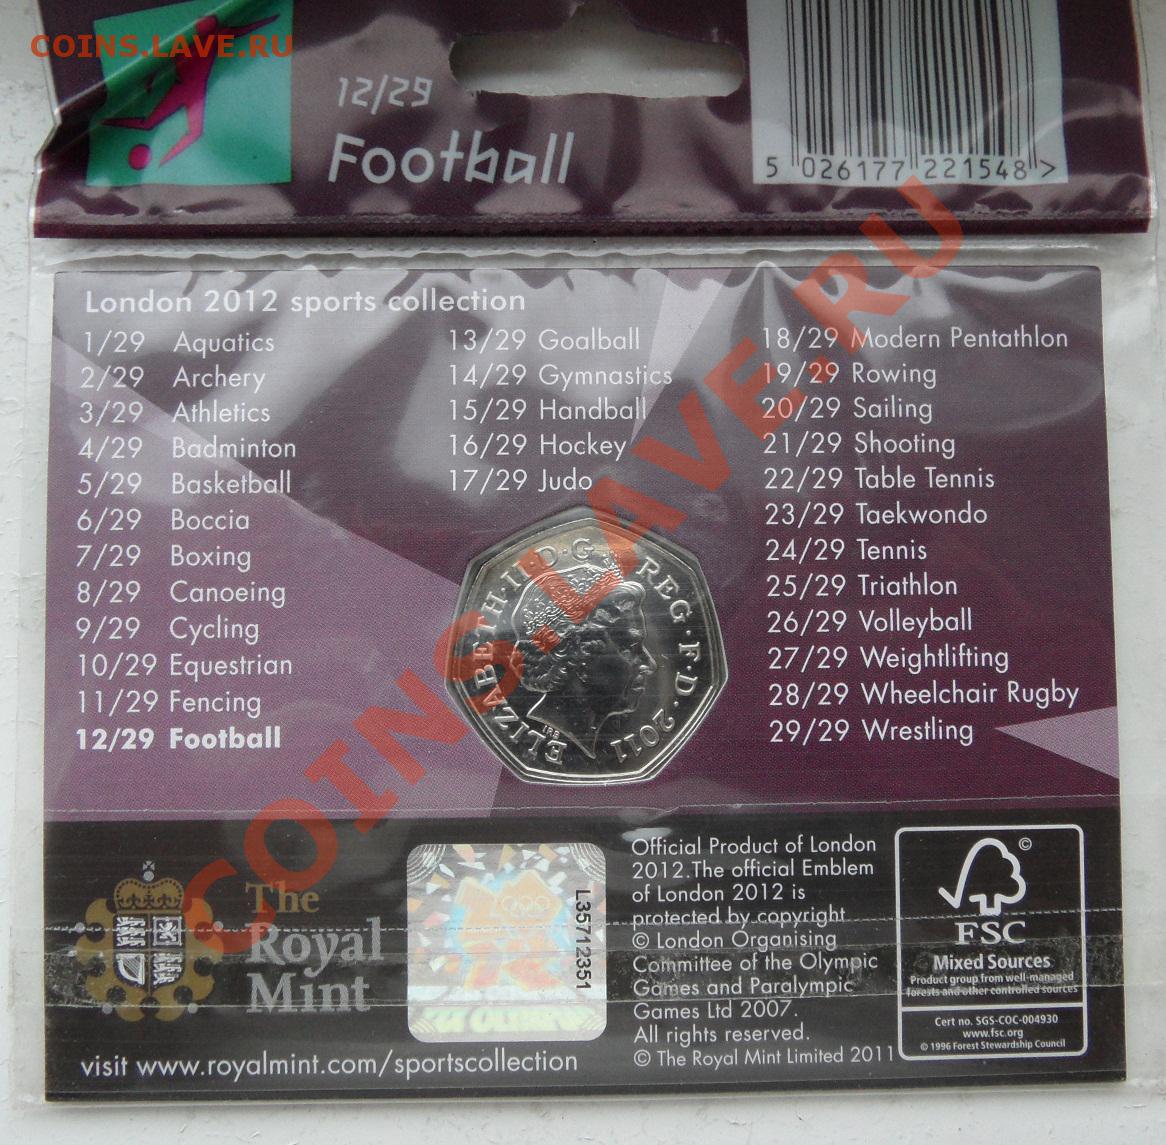 COINS.LAVE.RU
12/29
Football
5 026177 221548 >
London 2012 sports collection
1/29 Aquatics
2/29 Archery
3/29 Athletics
4/29 Badminton
5/29 Basketball
6/29 Boccia
7/29 Boxing
8/29 Canoeing
9/29 Cycling
10/29 Equestrian
11/29 Fencing
12/29 Football
13/29 Goalball
14/29 Gymnastics
15/29 Handball
16/29 Hockey
17/29 Judo
18/29 Modern Pentathlon
19/29 Rowing
20/29 Sailing
21/29 Shooting
22/29 Table Tennis
23/29 Taekwondo
24/29 Tennis
25/29 Triathlon
26/29 Volleyball
27/29 Weightlifting
28/29 Wheelchair Rugby
29/29 Wrestling
ELIZABETH·II·D·G· REG·F·D·2011
IRB
COINS.LAVE.RU
The
Royal
Mint
L35712351
Official Product of London
2012.The official Emblem
of London 2012 is
protected by copyright
© London Organising
Committee of the Olympic
Games and Paralympic
Games Ltd 2007.
All rights reserved.
© The Royal Mint Limited 2011
©
FSC
Mixed Sources
Product group from well-managed
forests and other controlled sources
Cert no. SGS-COC-004930
www.fsc.org
© 1996 Forest Stewardship Council
visit www.royalmint.com/sportscollection